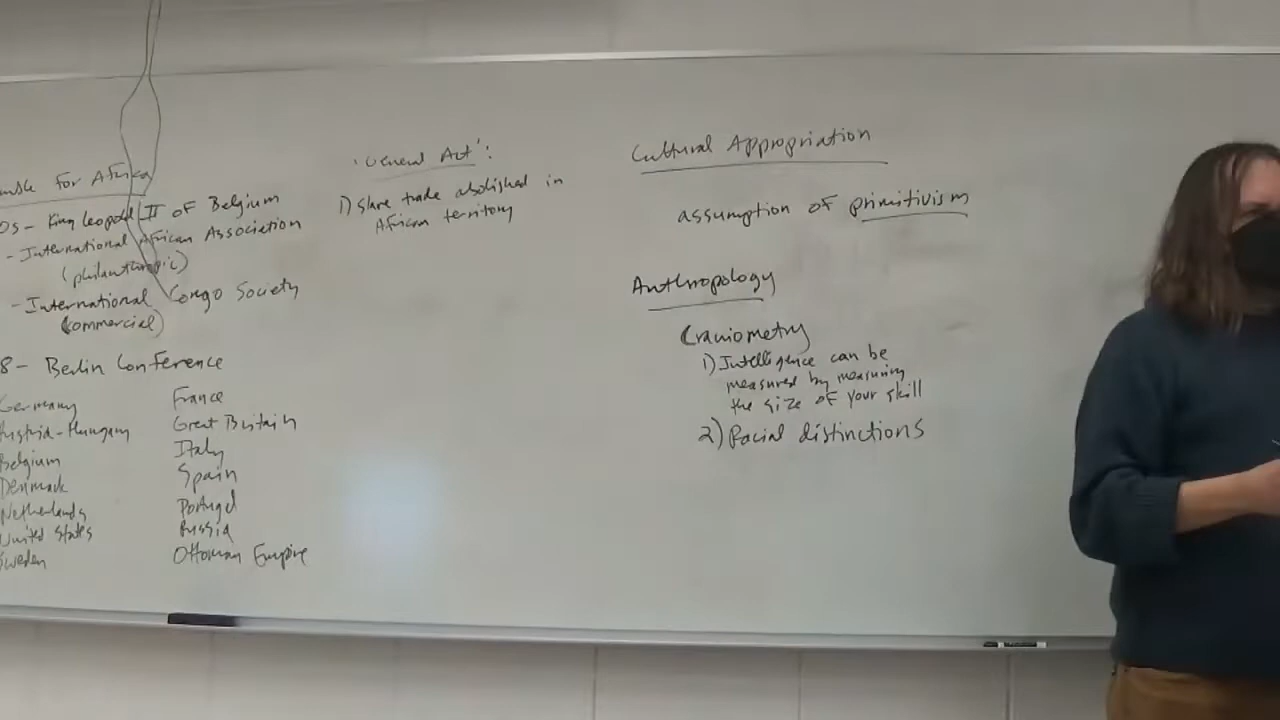 for Africa
King Leopold II of Belgium
- International African Association
(philanthropic)
- International Congo Society
(commercial)
8- Berlin Conference
Germany
Austria-Hungary
Belgium
Denmark
Netherlands
United States
Sweden
France
Great Britain
Italy
Spain
Portugal
Russia
Ottoman Empire
'General Act':
1) Slave trade abolished in
African territory
Cultural Appropriation
assumption of primitivism
Anthropology
Craniometry
1) Intelligence can be
measured by measuring
the size of your skull
2) Racial distinctions